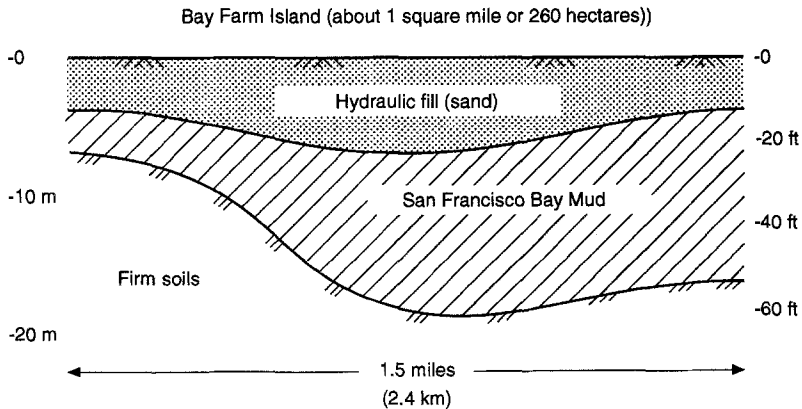 Bay Farm Island (about 1 square mile or 260 hectares))
-0
-0
Hydraulic fill (sand)
-20 ft
-10 m
San Francisco Bay Mud
-40 ft
Firm soils
-60 ft
-20 m
1.5 miles
(2.4 km)